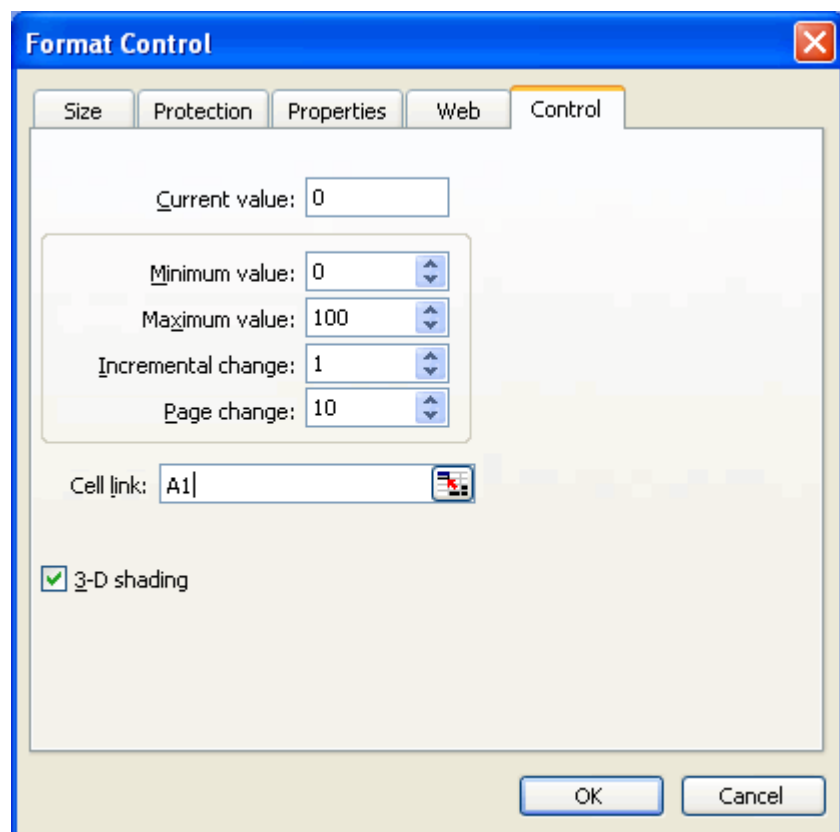 Format Control
Size Protection Properties Web Control
Current value: 0
Minimum value: 0
Maximum value: 100
Incremental change: 1
Page change: 10
Cell link: A1
3-D shading
OK Cancel